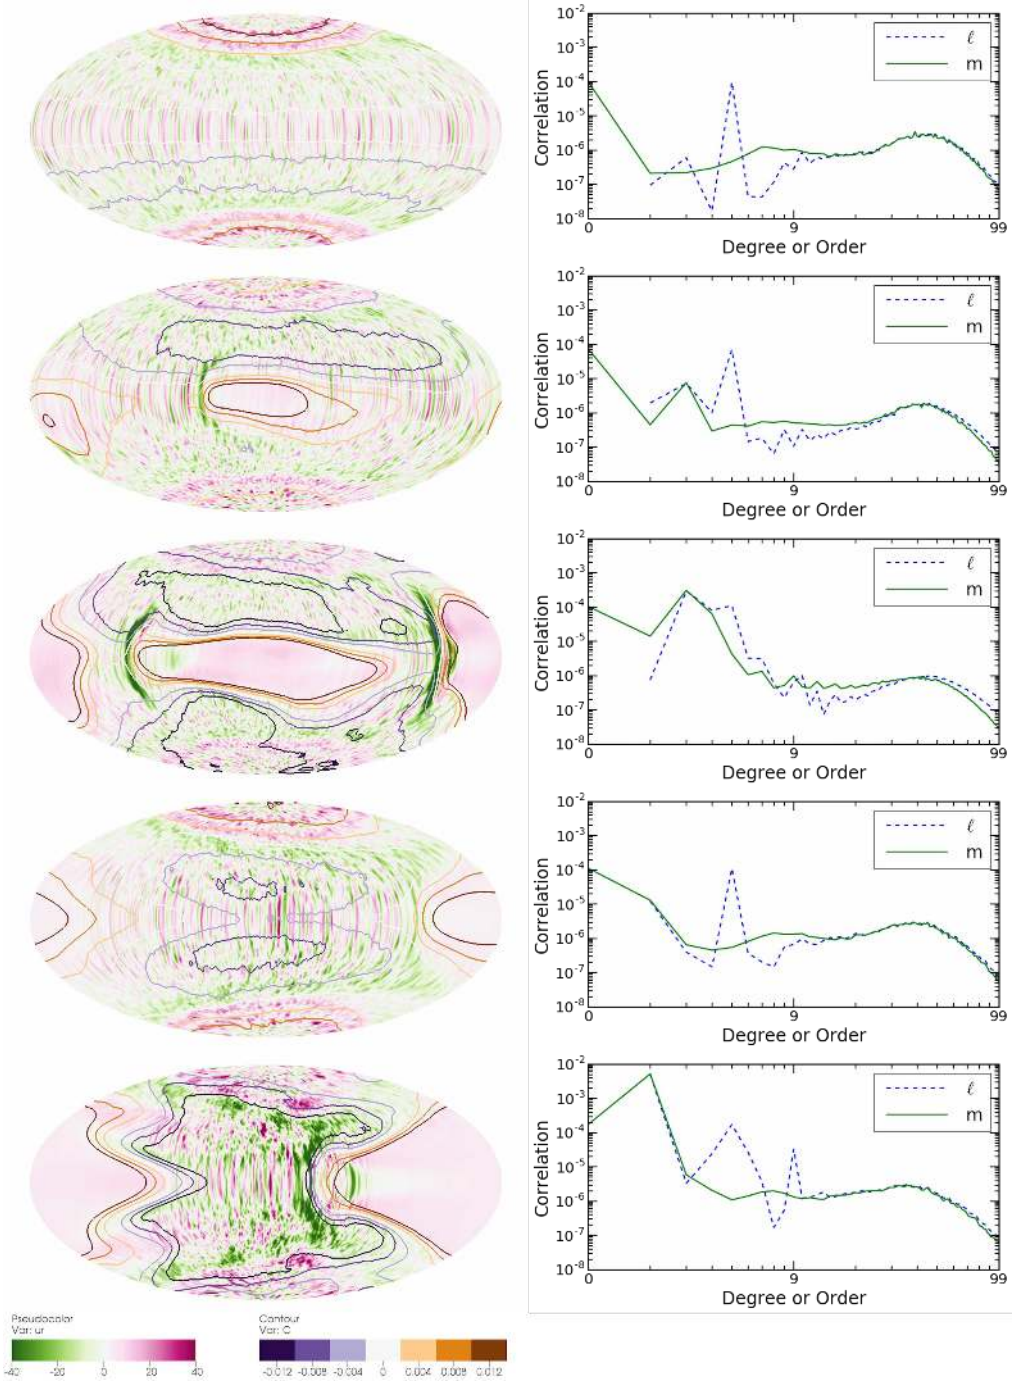 10⁻²
10⁻³
10⁻⁴
10⁻⁵
10⁻⁶
10⁻⁷
10⁻⁸
Correlation
ℓ
m
0 9 99
Degree or Order
10⁻²
10⁻³
10⁻⁴
10⁻⁵
10⁻⁶
10⁻⁷
10⁻⁸
Correlation
ℓ
m
0 9 99
Degree or Order
10⁻²
10⁻³
10⁻⁴
10⁻⁵
10⁻⁶
10⁻⁷
10⁻⁸
Correlation
ℓ
m
0 9 99
Degree or Order
10⁻²
10⁻³
10⁻⁴
10⁻⁵
10⁻⁶
10⁻⁷
10⁻⁸
Correlation
ℓ
m
0 9 99
Degree or Order
10⁻²
10⁻³
10⁻⁴
10⁻⁵
10⁻⁶
10⁻⁷
10⁻⁸
Correlation
ℓ
m
0 9 99
Degree or Order
Pseudocolor
Var: ur
-40 -20 0 20 40
Contour
Var: C
-0.012 -0.008 -0.004 0 0.004 0.008 0.012